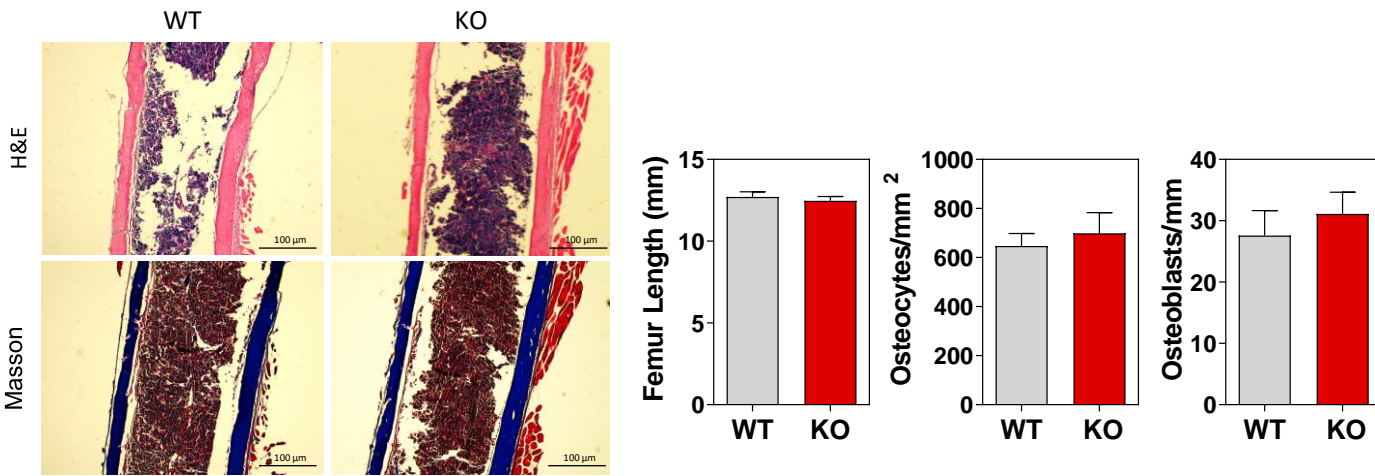 WT KO
H&E
100 µm 100 µm
Masson
100 µm 100 µm
Femur Length (mm)
15
10
5
0
WT KO
Osteocytes/mm 2
1000
800
600
400
200
0
WT KO
Osteoblasts/mm
40
30
20
10
0
WT KO